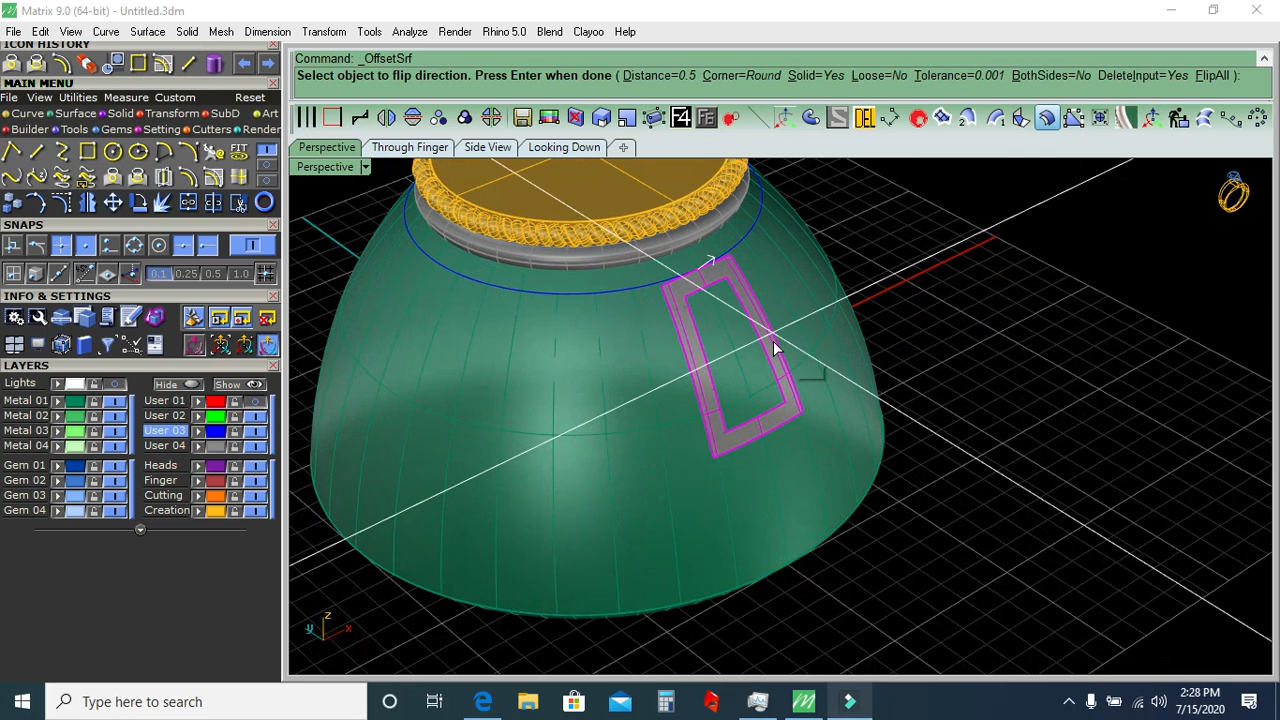 Matrix 9.0 (64-bit) - Untitled.3dm
File Edit View Curve Surface Solid Mesh Dimension Transform Tools Analyze Render Rhino 5.0 Blend Clayoo Help
ICON HISTORY
Command: _OffsetSrf
Select object to flip direction. Press Enter when done ( Distance=0.5 Corner=Round Solid=Yes Loose=No Tolerance=0.001 BothSides=No DeleteInput=Yes FlipAll ):
MAIN MENU
File View Utilities Measure Custom Reset
Curve Surface Solid Transform SubD Art
Builder Tools Gems Setting Cutters Render
F4 F6 DEL
Perspective Through Finger Side View Looking Down
Perspective
FIT
SNAPS
0.1 0.25 0.5 1.0
INFO & SETTINGS
LAYERS
Lights Hide Show
Metal 01 User 01
Metal 02 User 02
Metal 03 User 03
Metal 04 User 04
Gem 01 Heads
Gem 02 Finger
Gem 03 Cutting
Gem 04 Creation
z
y x
Type here to search
2:28 PM
7/15/2020